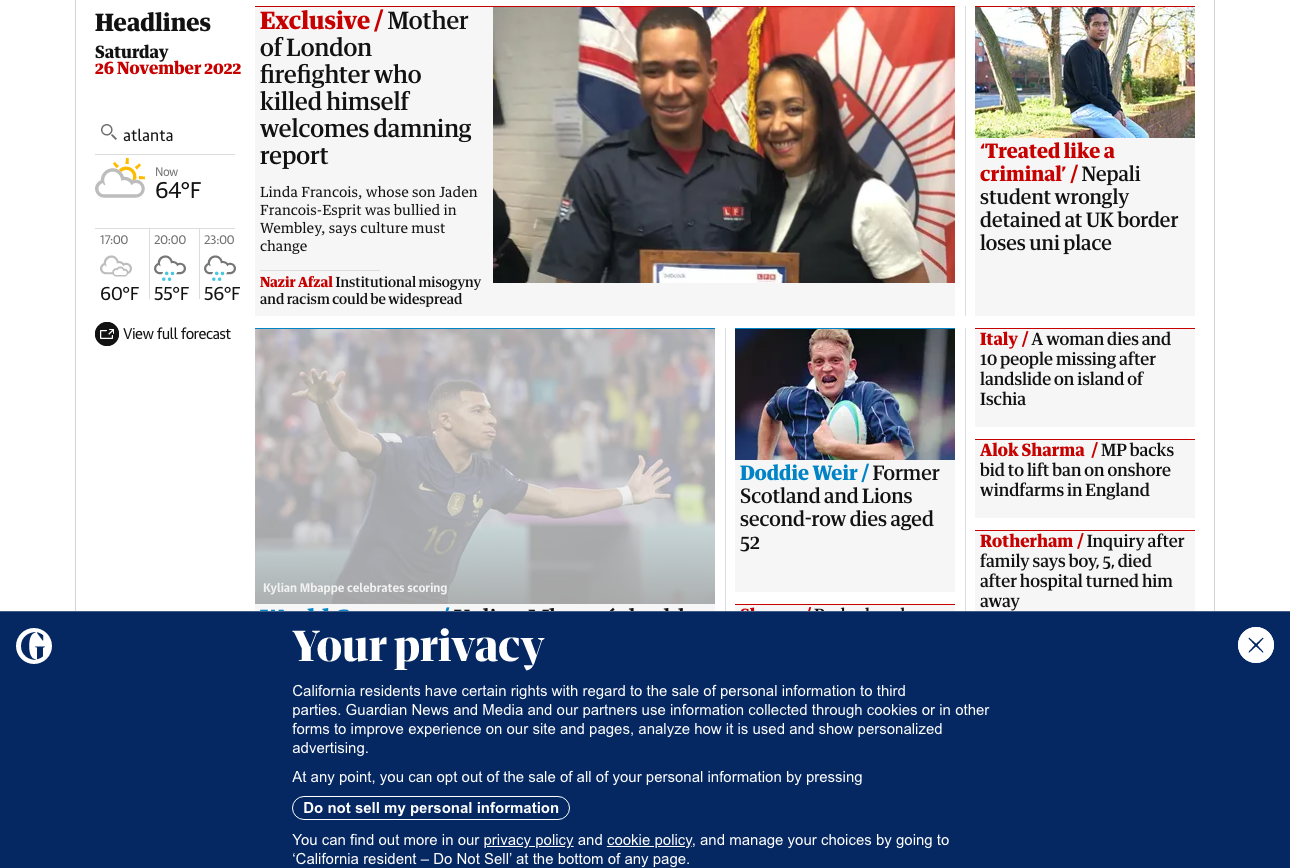 Headlines
Saturday
26 November 2022
atlanta
Now
64°F
17:00 20:00 23:00
60°F 55°F 56°F
View full forecast
Exclusive / Mother
of London
firefighter who
killed himself
welcomes damning
report
Linda Francois, whose son Jaden
Francois-Esprit was bullied in
Wembley, says culture must
change
Nazir Afzal Institutional misogyny
and racism could be widespread
LFB
‘Treated like a
criminal’ / Nepali
student wrongly
detained at UK border
loses uni place
10
Kylian Mbappe celebrates scoring
Doddie Weir / Former
Scotland and Lions
second-row dies aged
52
Italy / A woman dies and
10 people missing after
landslide on island of
Ischia
Alok Sharma / MP backs
bid to lift ban on onshore
windfarms in England
Rotherham / Inquiry after
family says boy, 5, died
after hospital turned him
away
G
Your privacy
California residents have certain rights with regard to the sale of personal information to third
parties. Guardian News and Media and our partners use information collected through cookies or in other
forms to improve experience on our site and pages, analyze how it is used and show personalized
advertising.
At any point, you can opt out of the sale of all of your personal information by pressing
Do not sell my personal information
You can find out more in our privacy policy and cookie policy, and manage your choices by going to
‘California resident – Do Not Sell’ at the bottom of any page.